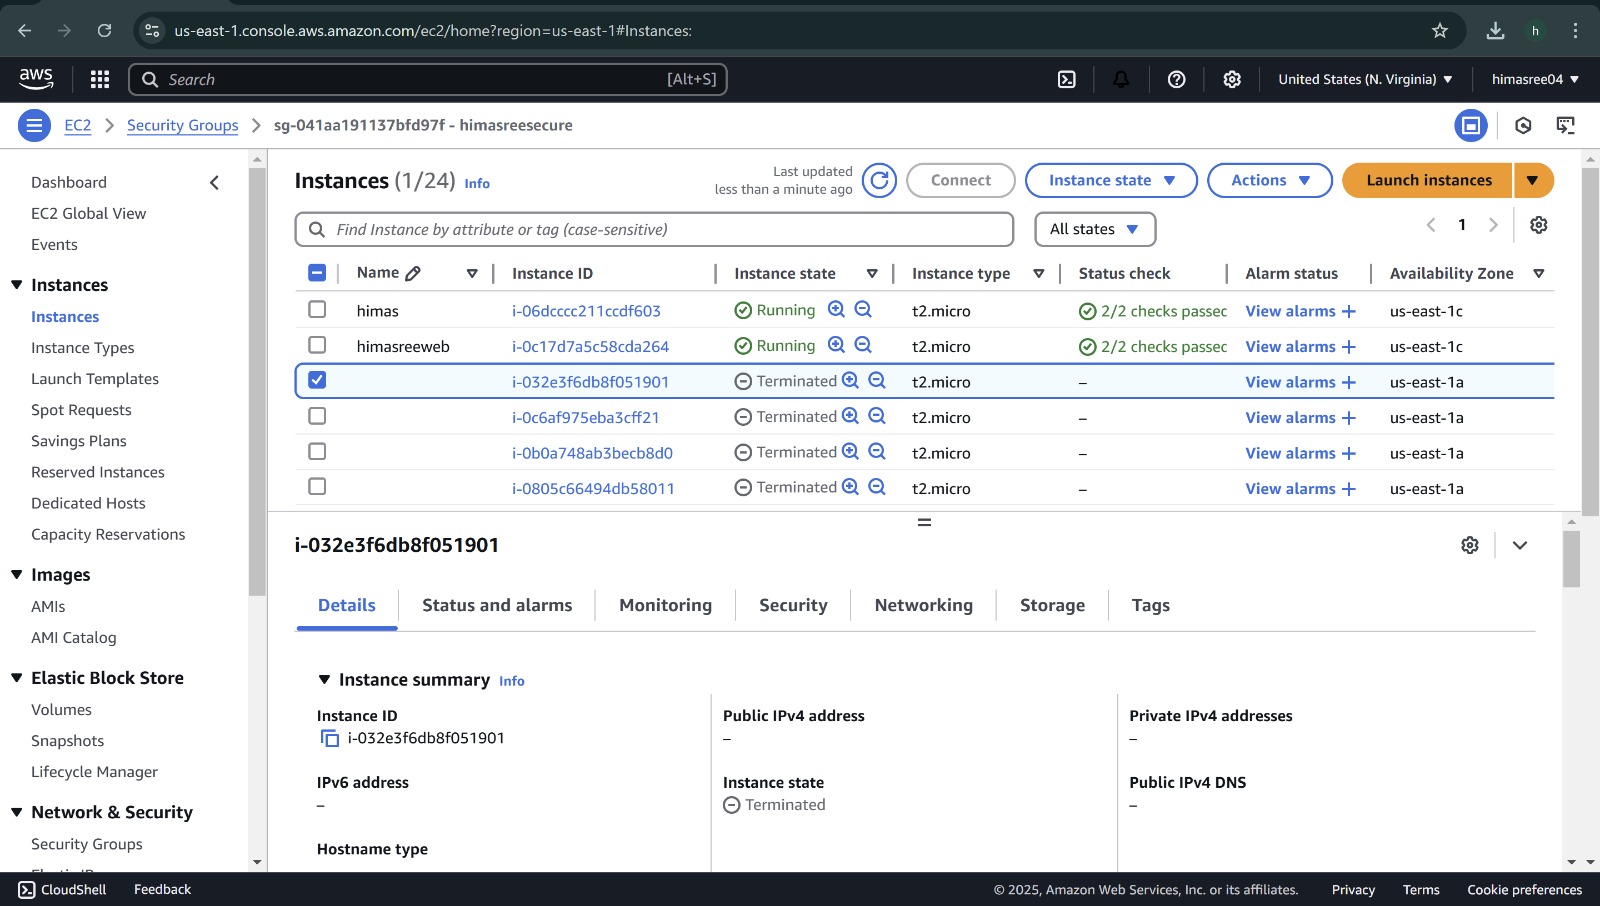 us-east-1.console.aws.amazon.com/ec2/home?region=us-east-1#Instances:
h
aws
Search
[Alt+S]
United States (N. Virginia)
himasree04
EC2
Security Groups
sg-041aa191137bfd97f - himasreesecure
Dashboard
EC2 Global View
Events
Instances
Instances
Instance Types
Launch Templates
Spot Requests
Savings Plans
Reserved Instances
Dedicated Hosts
Capacity Reservations
Images
AMIs
AMI Catalog
Elastic Block Store
Volumes
Snapshots
Lifecycle Manager
Network & Security
Security Groups
Instances (1/24) Info
Last updated
less than a minute ago
Connect
Instance state
Actions
Launch instances
Find Instance by attribute or tag (case-sensitive)
All states
1
Name Instance ID Instance state Instance type Status check Alarm status Availability Zone
himas i-06dcccc211ccdf603 Running t2.micro 2/2 checks passec View alarms + us-east-1c
himasreeweb i-0c17d7a5c58cda264 Running t2.micro 2/2 checks passec View alarms + us-east-1c
i-032e3f6db8f051901 Terminated t2.micro – View alarms + us-east-1a
i-0c6af975eba3cff21 Terminated t2.micro – View alarms + us-east-1a
i-0b0a748ab3becb8d0 Terminated t2.micro – View alarms + us-east-1a
i-0805c66494db58011 Terminated t2.micro – View alarms + us-east-1a
i-032e3f6db8f051901
Details
Status and alarms
Monitoring
Security
Networking
Storage
Tags
Instance summary Info
Instance ID
i-032e3f6db8f051901
Public IPv4 address
–
Private IPv4 addresses
–
IPv6 address
–
Instance state
Terminated
Public IPv4 DNS
–
Hostname type
CloudShell
Feedback
© 2025, Amazon Web Services, Inc. or its affiliates.
Privacy
Terms
Cookie preferences